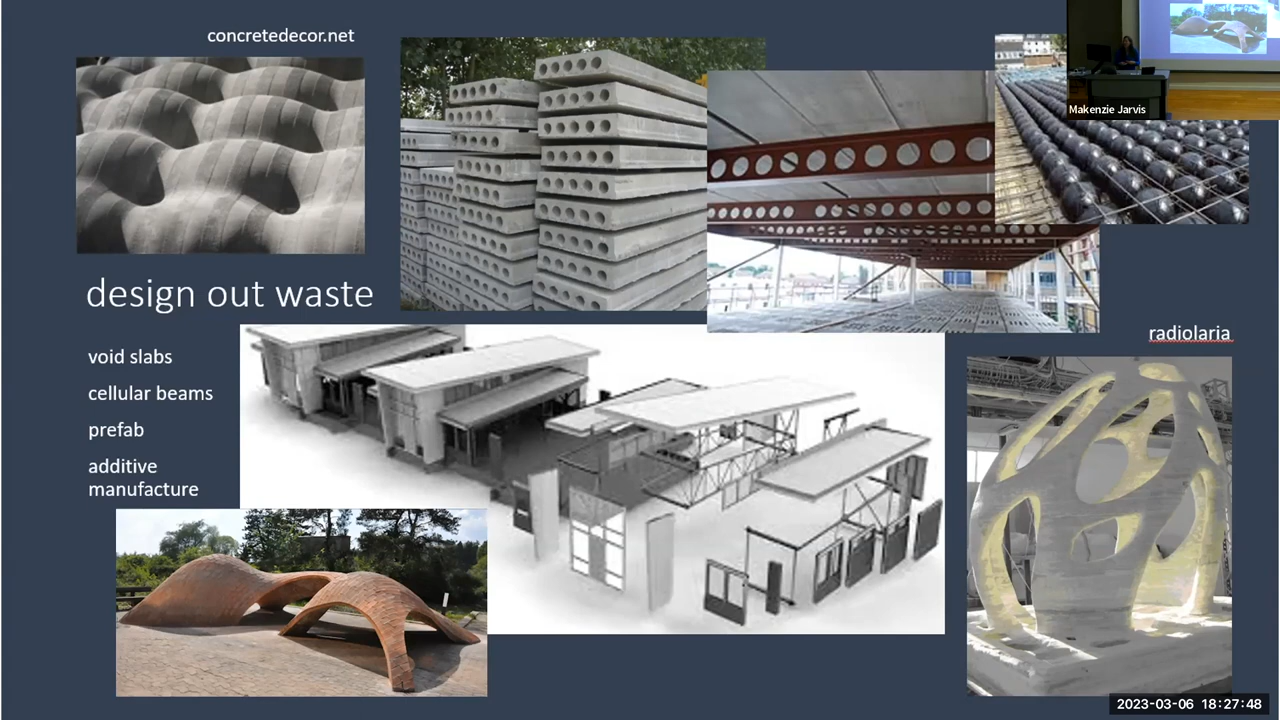 concretedecor.net
Makenzie Jarvis
design out waste
void slabs
cellular beams
prefab
additive
manufacture
radiolaria
2023-03-06 18:27:48